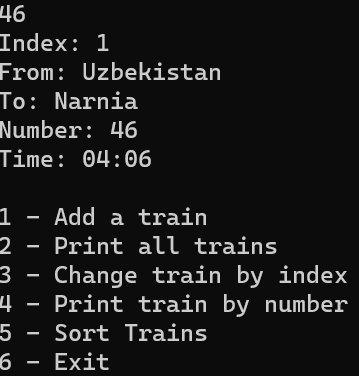 46
Index: 1
From: Uzbekistan
To: Narnia
Number: 46
Time: 04:06

1 - Add a train
2 - Print all trains
3 - Change train by index
4 - Print train by number
5 - Sort Trains
6 - Exit